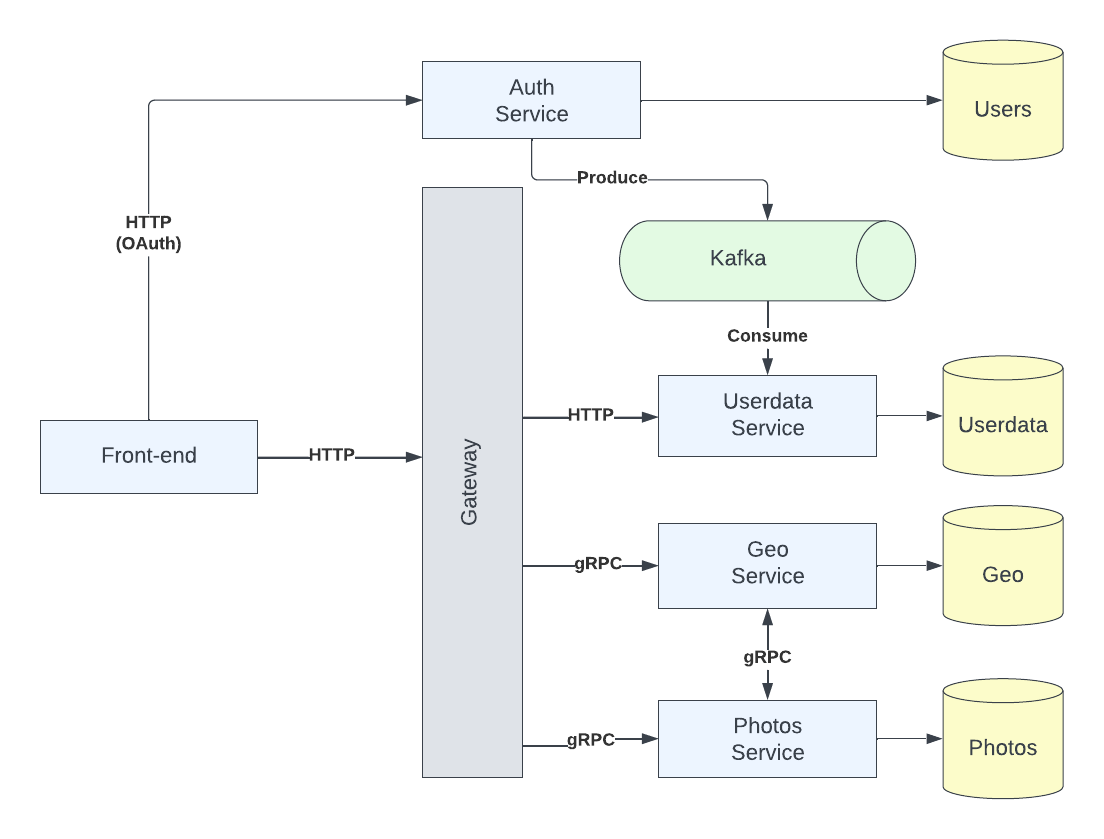 Auth
Service
Users
Produce
HTTP
(OAuth)
Kafka
Consume
Userdata
Service
HTTP
Userdata
Front-end
HTTP
Gateway
Geo
Service
gRPC
Geo
gRPC
Photos
Service
gRPC
Photos